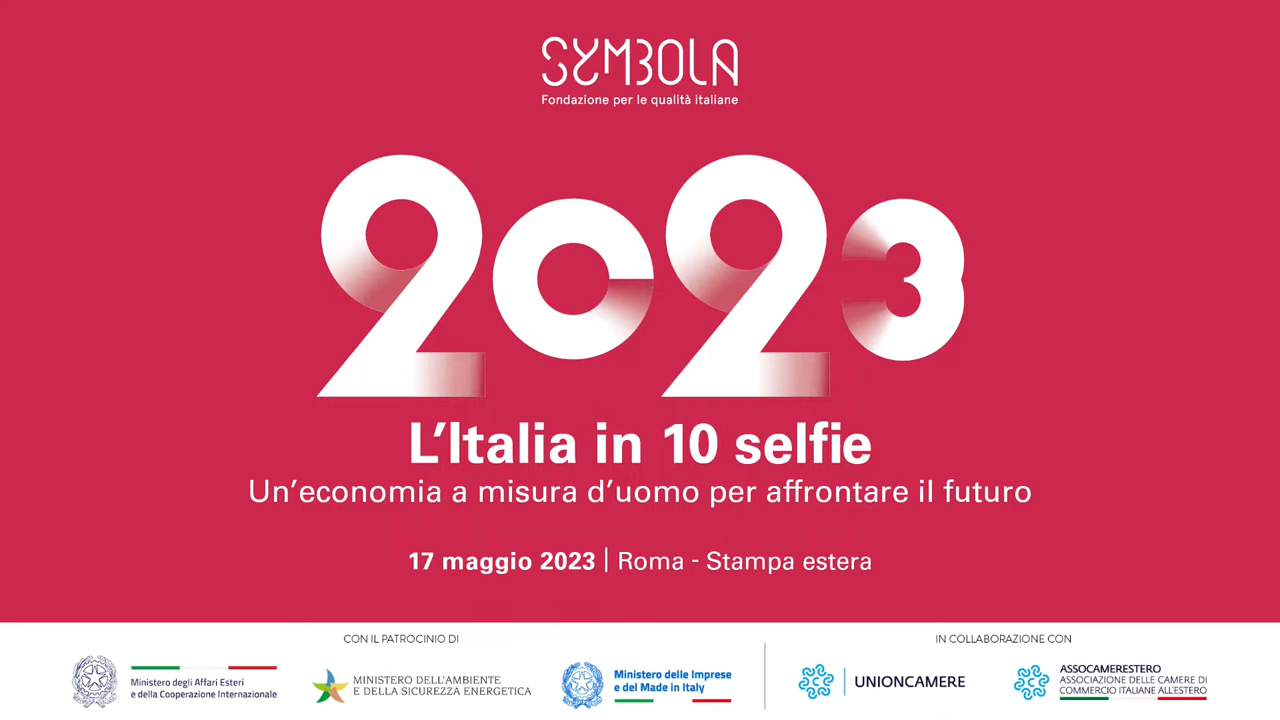 SYMBOLA
Fondazione per le qualità italiane
2023
L'Italia in 10 selfie
Un'economia a misura d'uomo per affrontare il futuro
17 maggio 2023 | Roma - Stampa estera
CON IL PATROCINIO DI
IN COLLABORAZIONE CON
Ministero degli Affari Esteri
e della Cooperazione Internazionale
MINISTERO DELL'AMBIENTE
E DELLA SICUREZZA ENERGETICA
Ministero delle Imprese
e del Made in Italy
UNIONCAMERE
ASSOCAMERESTERO
ASSOCIAZIONE DELLE CAMERE DI
COMMERCIO ITALIANE ALL'ESTERO